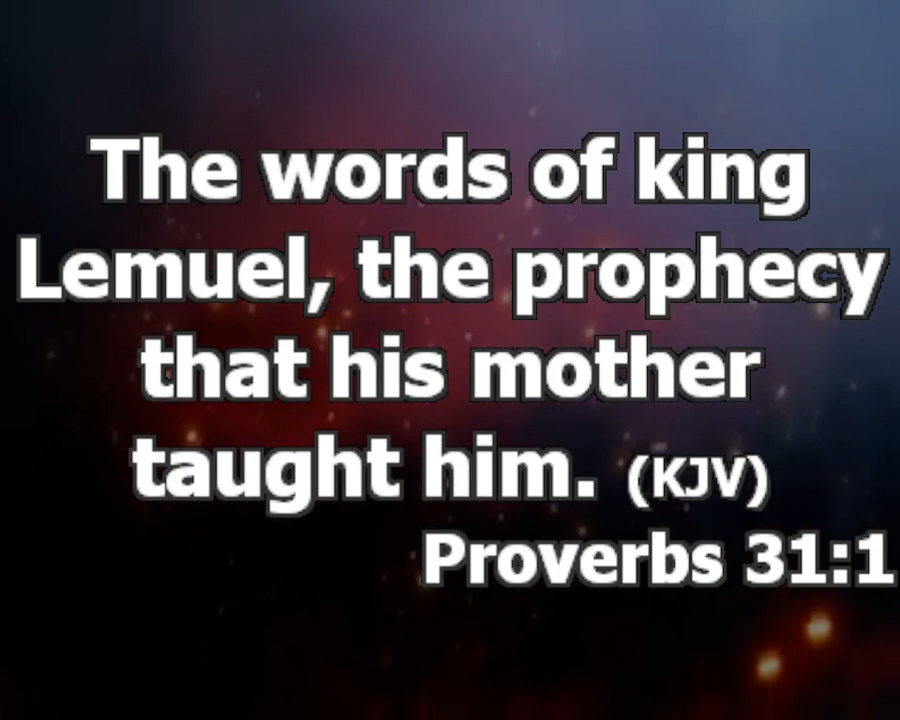 The words of king
Lemuel, the prophecy
that his mother
taught him. (KJV)
Proverbs 31:1